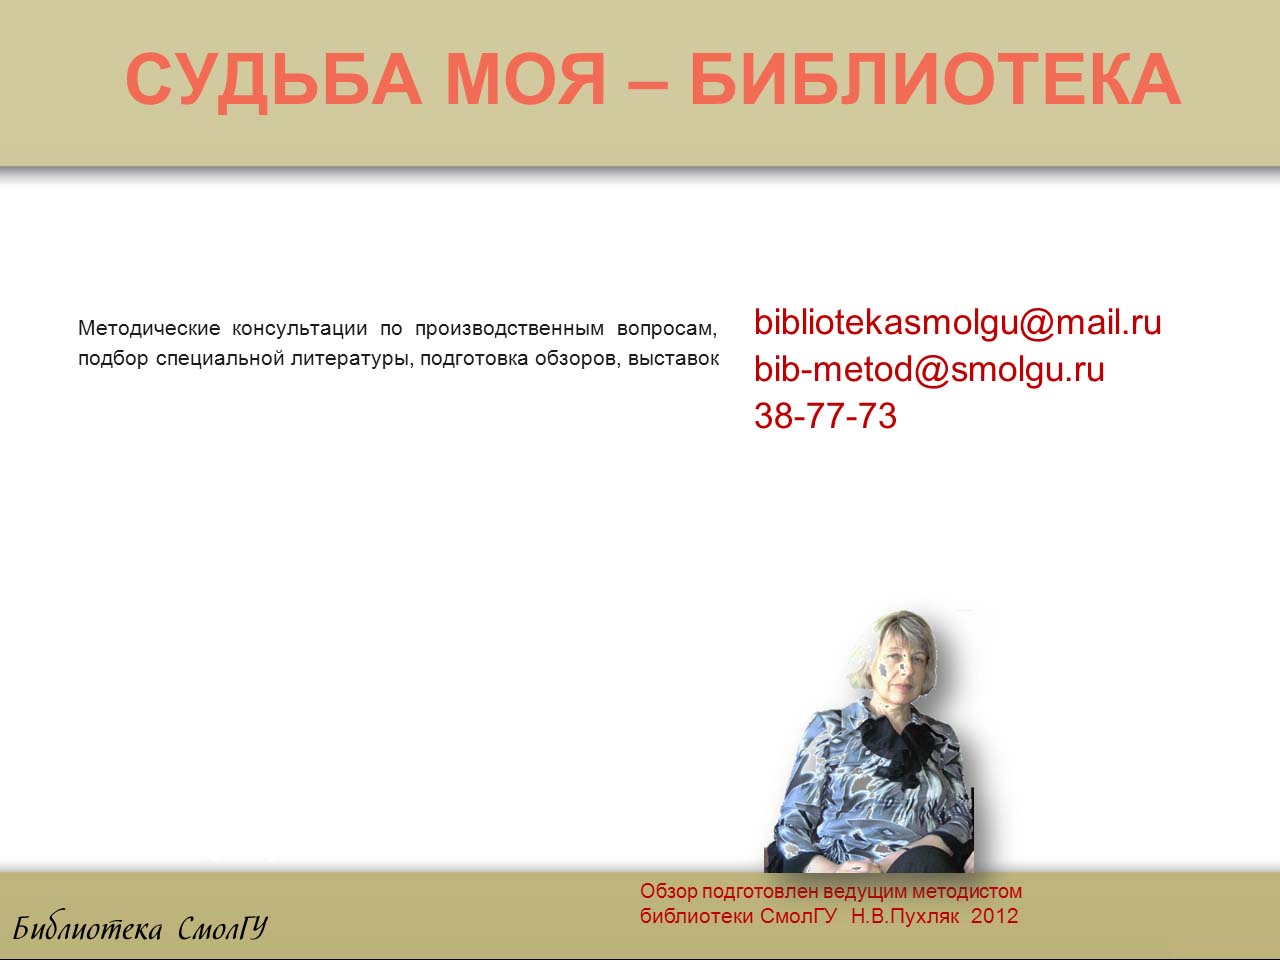 СУДЬБА МОЯ – БИБЛИОТЕКА
Методические консультации по производственным вопросам,
подбор специальной литературы, подготовка обзоров, выставок
bibliotekasmolgu@mail.ru
bib-metod@smolgu.ru
38-77-73
Обзор подготовлен ведущим методистом
библиотеки СмолГУ Н.В.Пухляк 2012
Библиотека СмолГУ